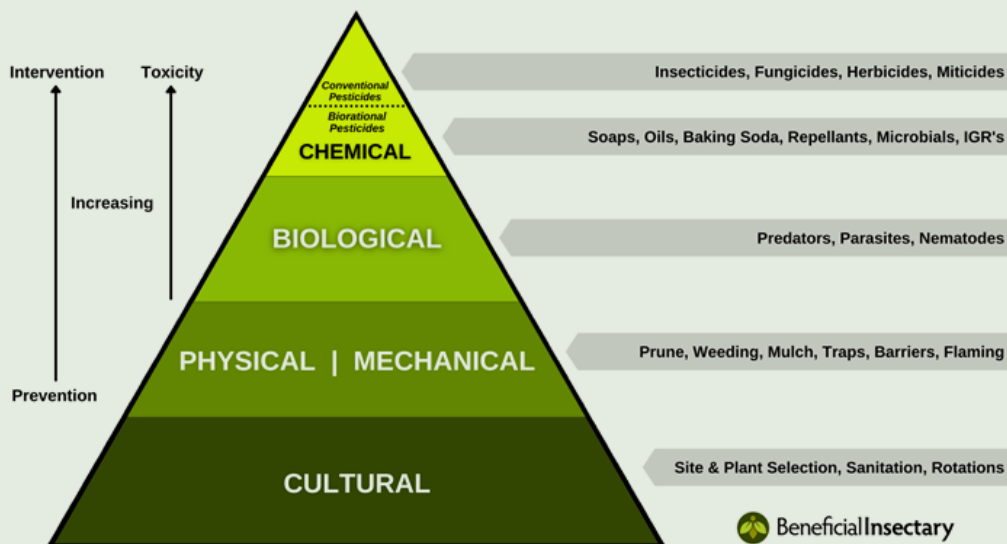 Intervention
Toxicity
Increasing
Prevention
Conventional
Pesticides
Biorational
Pesticides
CHEMICAL
BIOLOGICAL
PHYSICAL | MECHANICAL
CULTURAL
Insecticides, Fungicides, Herbicides, Miticides
Soaps, Oils, Baking Soda, Repellants, Microbials, IGR's
Predators, Parasites, Nematodes
Prune, Weeding, Mulch, Traps, Barriers, Flaming
Site & Plant Selection, Sanitation, Rotations
BeneficialInsectary